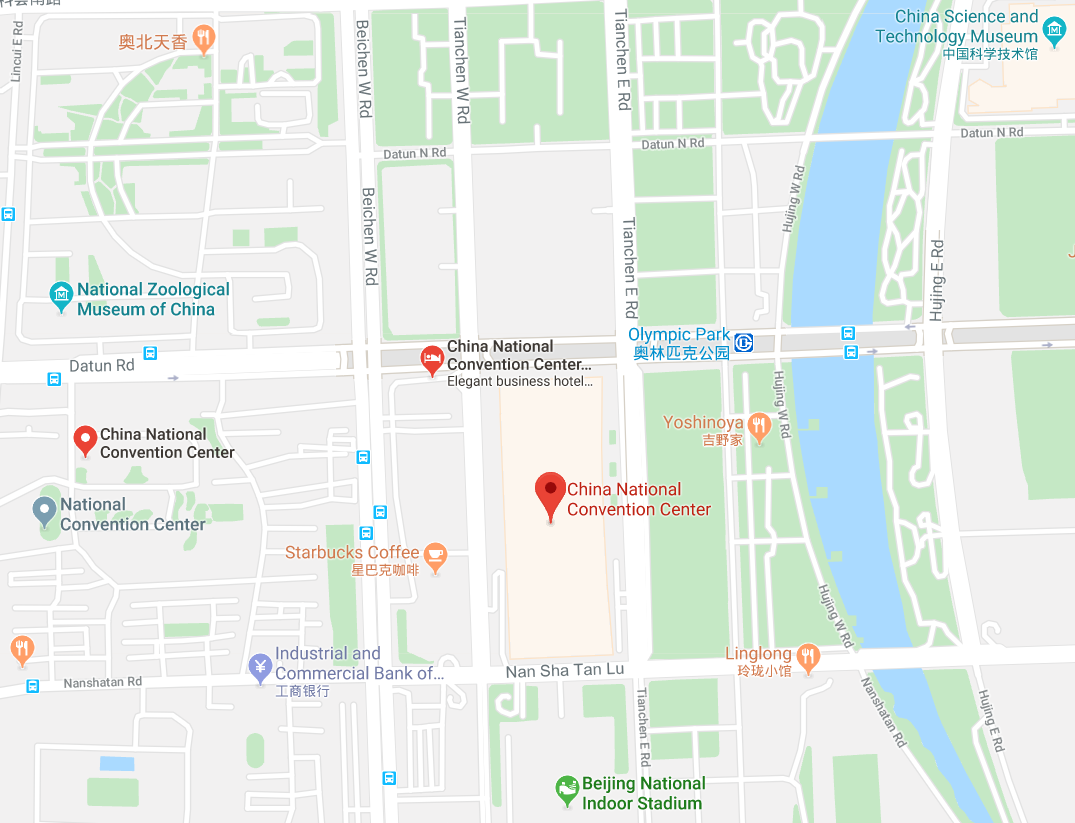 Lincui E Rd
奥北天香
Beichen W Rd
Tianchen W Rd
Tianchen E Rd
China Science and
Technology Museum
中国科学技术馆
Datun N Rd
Datun N Rd
Datun N Rd
Beichen W Rd
Tianchen E Rd
Hujing W Rd
Hujing E Rd
National Zoological
Museum of China
Datun Rd
China National
Convention Center...
Elegant business hotel...
Olympic Park
奥林匹克公园
Hujing W Rd
Yoshinoya
吉野家
China National
Convention Center
National
Convention Center
China National
Convention Center
Starbucks Coffee
星巴克咖啡
Hujing W Rd
Industrial and
Commercial Bank of...
工商银行
Nanshatan Rd
Nan Sha Tan Lu
Linglong
玲珑小馆
Tianchen E Rd
Nanshatan Rd
Hujing E Rd
Beijing National
Indoor Stadium